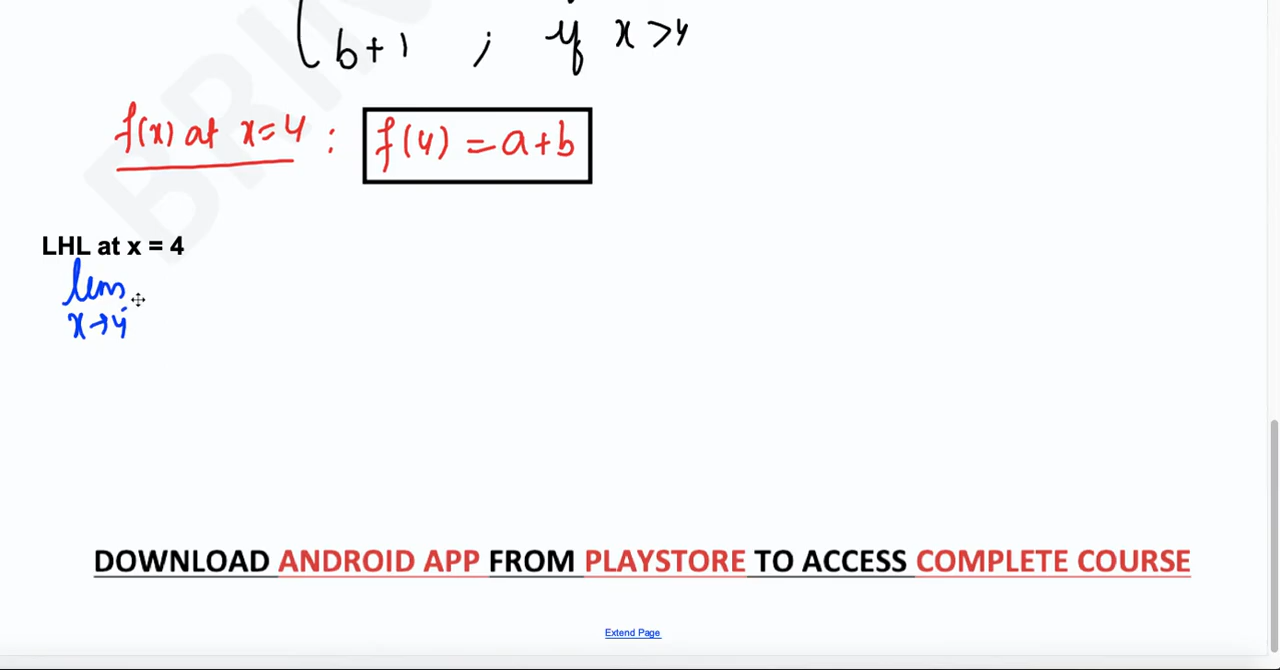 b+1 ; if x>4
f(x) at x=4 : f(4) = a+b
LHL at x = 4
lim
x→4⁻
DOWNLOAD ANDROID APP FROM PLAYSTORE TO ACCESS COMPLETE COURSE
Extend Page